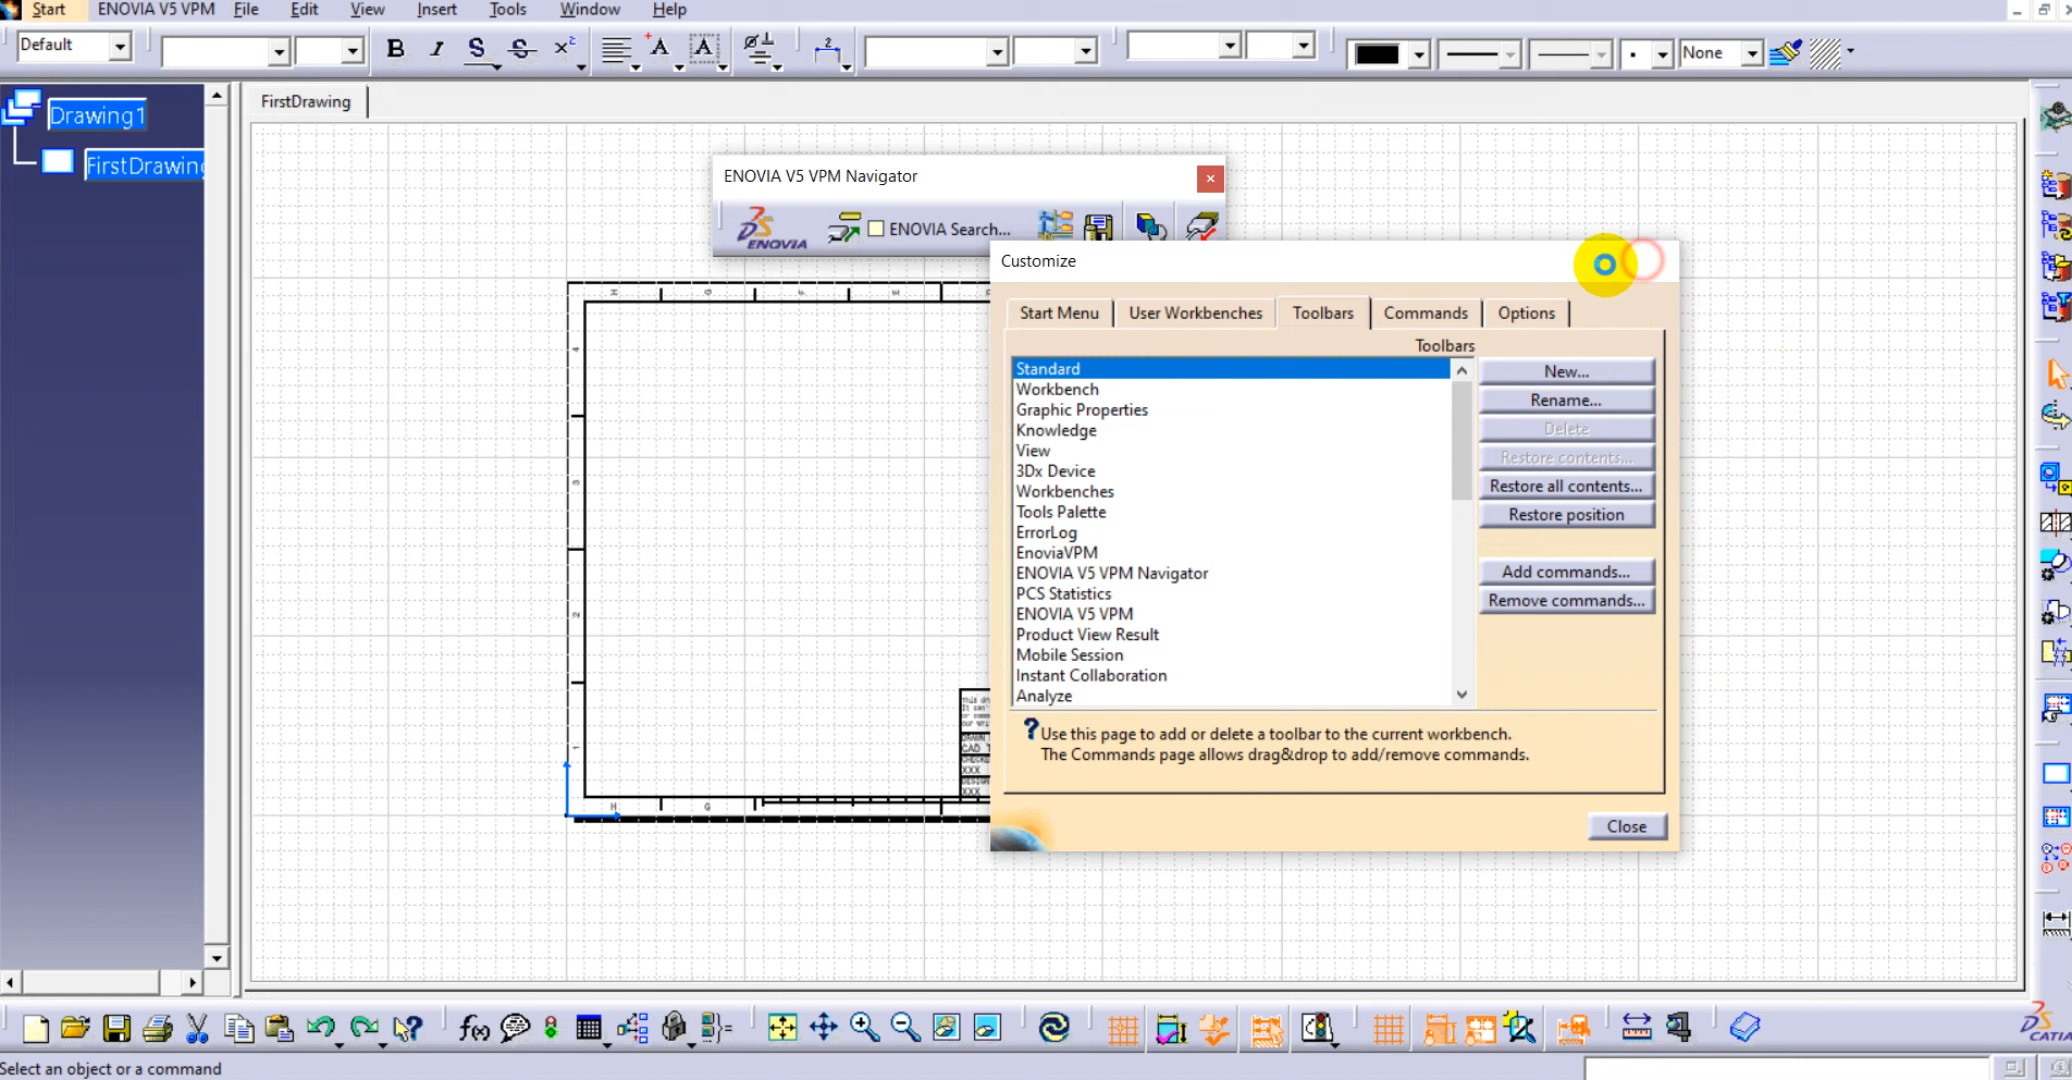 Start ENOVIA V5 VPM File Edit View Insert Tools Window Help
Default
B I S S
None
Drawing1
FirstDrawing
FirstDrawing
ENOVIA V5 VPM Navigator
ENOVIA
ENOVIA Search...
Customize
Start Menu User Workbenches Toolbars Commands Options
Toolbars
Standard
Workbench
Graphic Properties
Knowledge
View
3Dx Device
Workbenches
Tools Palette
ErrorLog
EnoviaVPM
ENOVIA V5 VPM Navigator
PCS Statistics
ENOVIA V5 VPM
Product View Result
Mobile Session
Instant Collaboration
Analyze
New...
Rename...
Delete
Restore contents...
Restore all contents...
Restore position
Add commands...
Remove commands...
Use this page to add or delete a toolbar to the current workbench.
The Commands page allows drag&drop to add/remove commands.
Close
CAD
XXX
XXX
H G
f(x)
CATIA
Select an object or a command